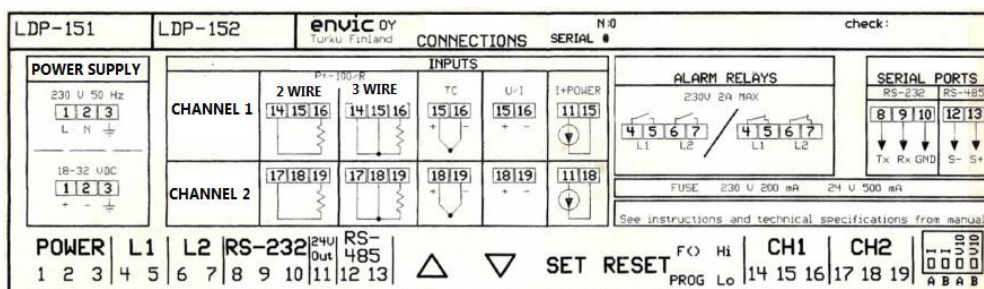 LDP-151 LDP-152 envic OY Turku Finland CONNECTIONS N:0 SERIAL # check:
POWER SUPPLY
230 V 50 Hz
1 2 3
L N
18-32 VDC
1 2 3
+ -
INPUTS
Pt-100/R
2 WIRE 3 WIRE TC U/I I+POWER
CHANNEL 1
14 15 16 14 15 16 15 16 15 16 11 15
+ - + -
CHANNEL 2
17 18 19 17 18 19 18 19 18 19 11 18
+ - + -
ALARM RELAYS
230V 2A MAX
4 5 6 7 4 5 6 7
L1 L2 L1 L2
SERIAL PORTS
RS-232 RS-485
8 9 10 12 13
Tx Rx GND S- S+
FUSE 230 V 200 mA 24 V 500 mA
See instructions and technical specifications from manual
POWER L1 L2 RS-232 24V Out RS-485 SET RESET F() Hi PROG Lo CH1 CH2
1 2 3 4 5 6 7 8 9 10 11 12 13 14 15 16 17 18 19
A B A B